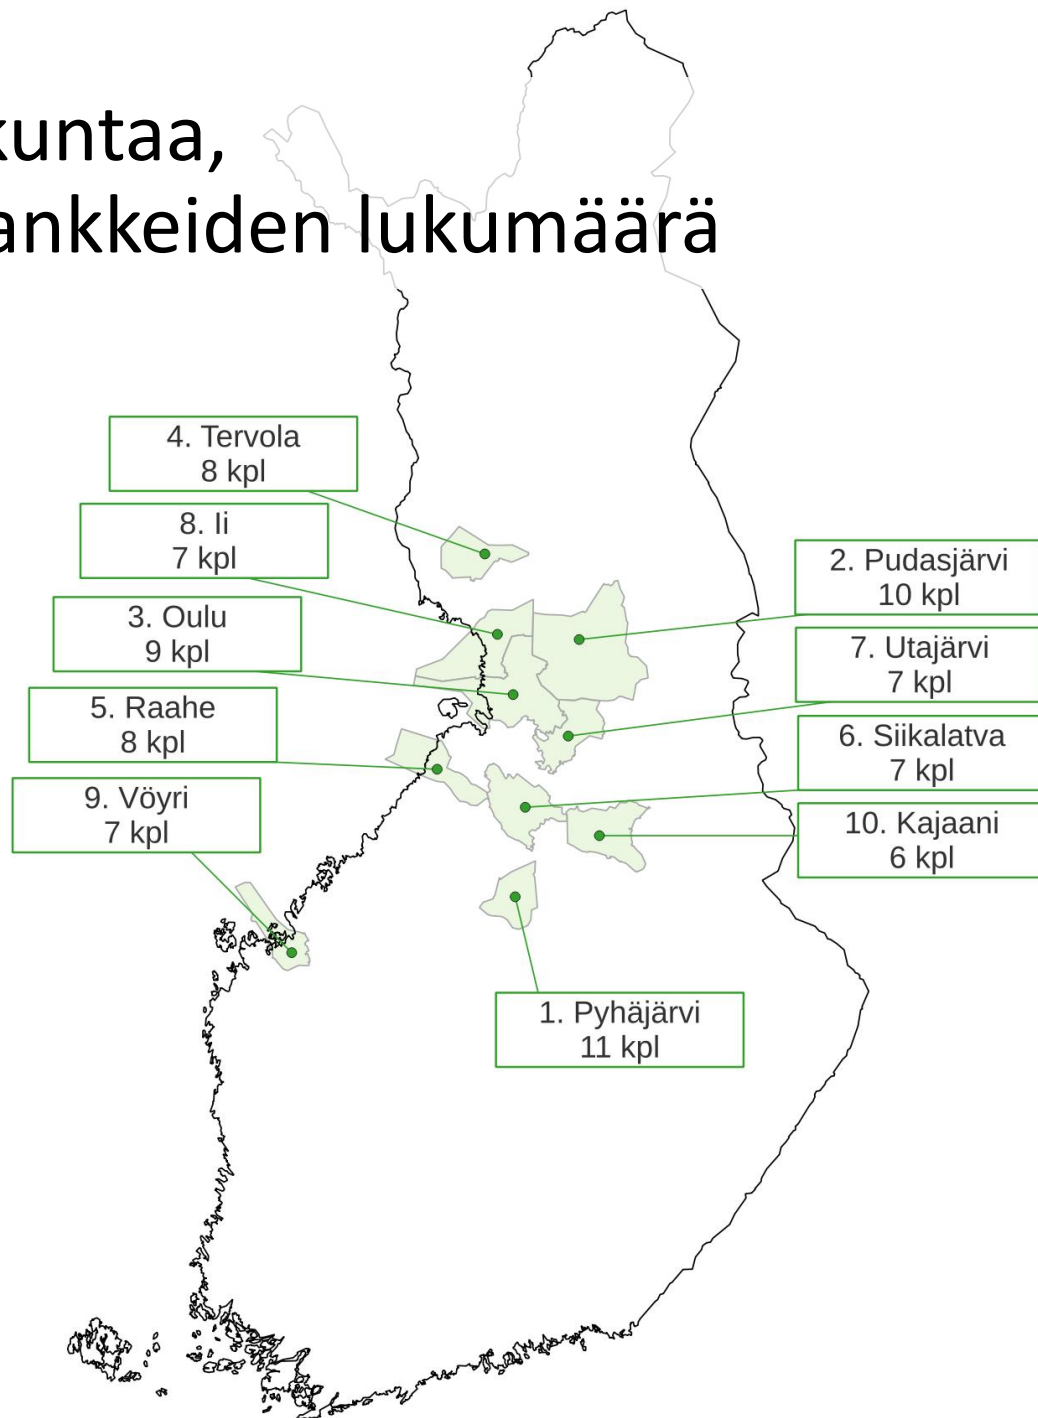 kuntaa,
ankkeiden lukumäärä
4. Tervola
8 kpl
8. Ii
7 kpl
3. Oulu
9 kpl
5. Raahe
8 kpl
9. Vöyri
7 kpl
2. Pudasjärvi
10 kpl
7. Utajärvi
7 kpl
6. Siikalatva
7 kpl
10. Kajaani
6 kpl
1. Pyhäjärvi
11 kpl